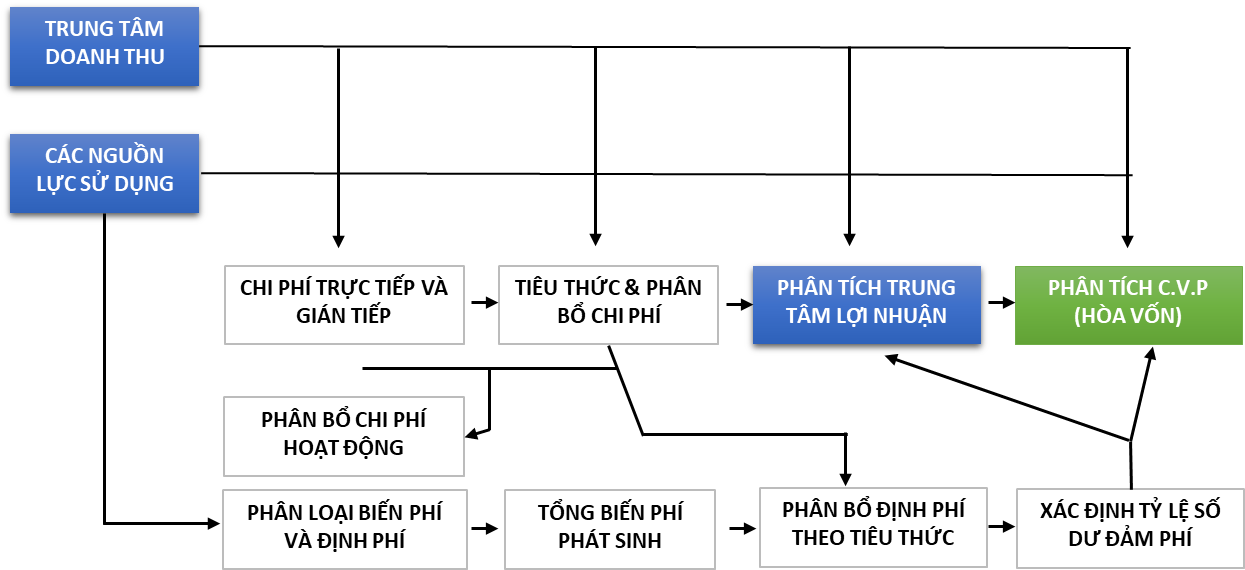 TRUNG TÂM
DOANH THU
CÁC NGUỒN
LỰC SỬ DỤNG
CHI PHÍ TRỰC TIẾP VÀ
GIÁN TIẾP
TIÊU THỨC & PHÂN
BỔ CHI PHÍ
PHÂN TÍCH TRUNG
TÂM LỢI NHUẬN
PHÂN TÍCH C.V.P
(HÒA VỐN)
PHÂN BỔ CHI PHÍ
HOẠT ĐỘNG
PHÂN LOẠI BIẾN PHÍ
VÀ ĐỊNH PHÍ
TỔNG BIẾN PHÍ
PHÁT SINH
PHÂN BỔ ĐỊNH PHÍ
THEO TIÊU THỨC
XÁC ĐỊNH TỶ LỆ SỐ
DƯ ĐẢM PHÍ